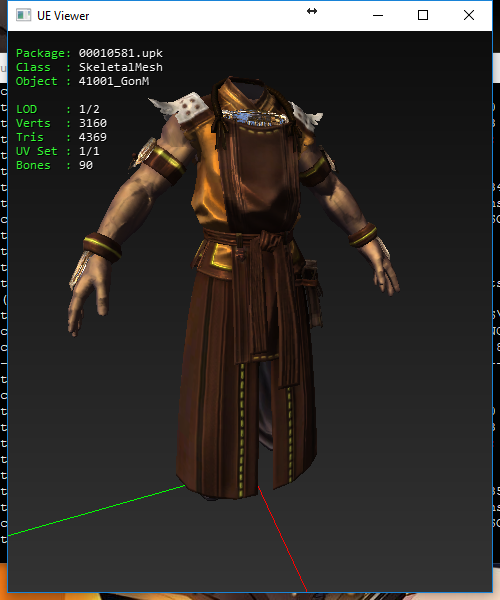 UE Viewer
Package: 00010581.upk
Class : SkeletalMesh
Object : 41001_GonM
LOD : 1/2
Verts : 3160
Tris : 4369
UV Set : 1/1
Bones : 90